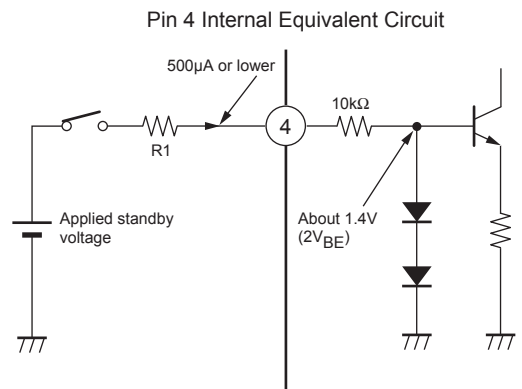 Pin 4 Internal Equivalent Circuit
500μA or lower
10kΩ
4
R1
Applied standby
voltage
About 1.4V
(2VBE)